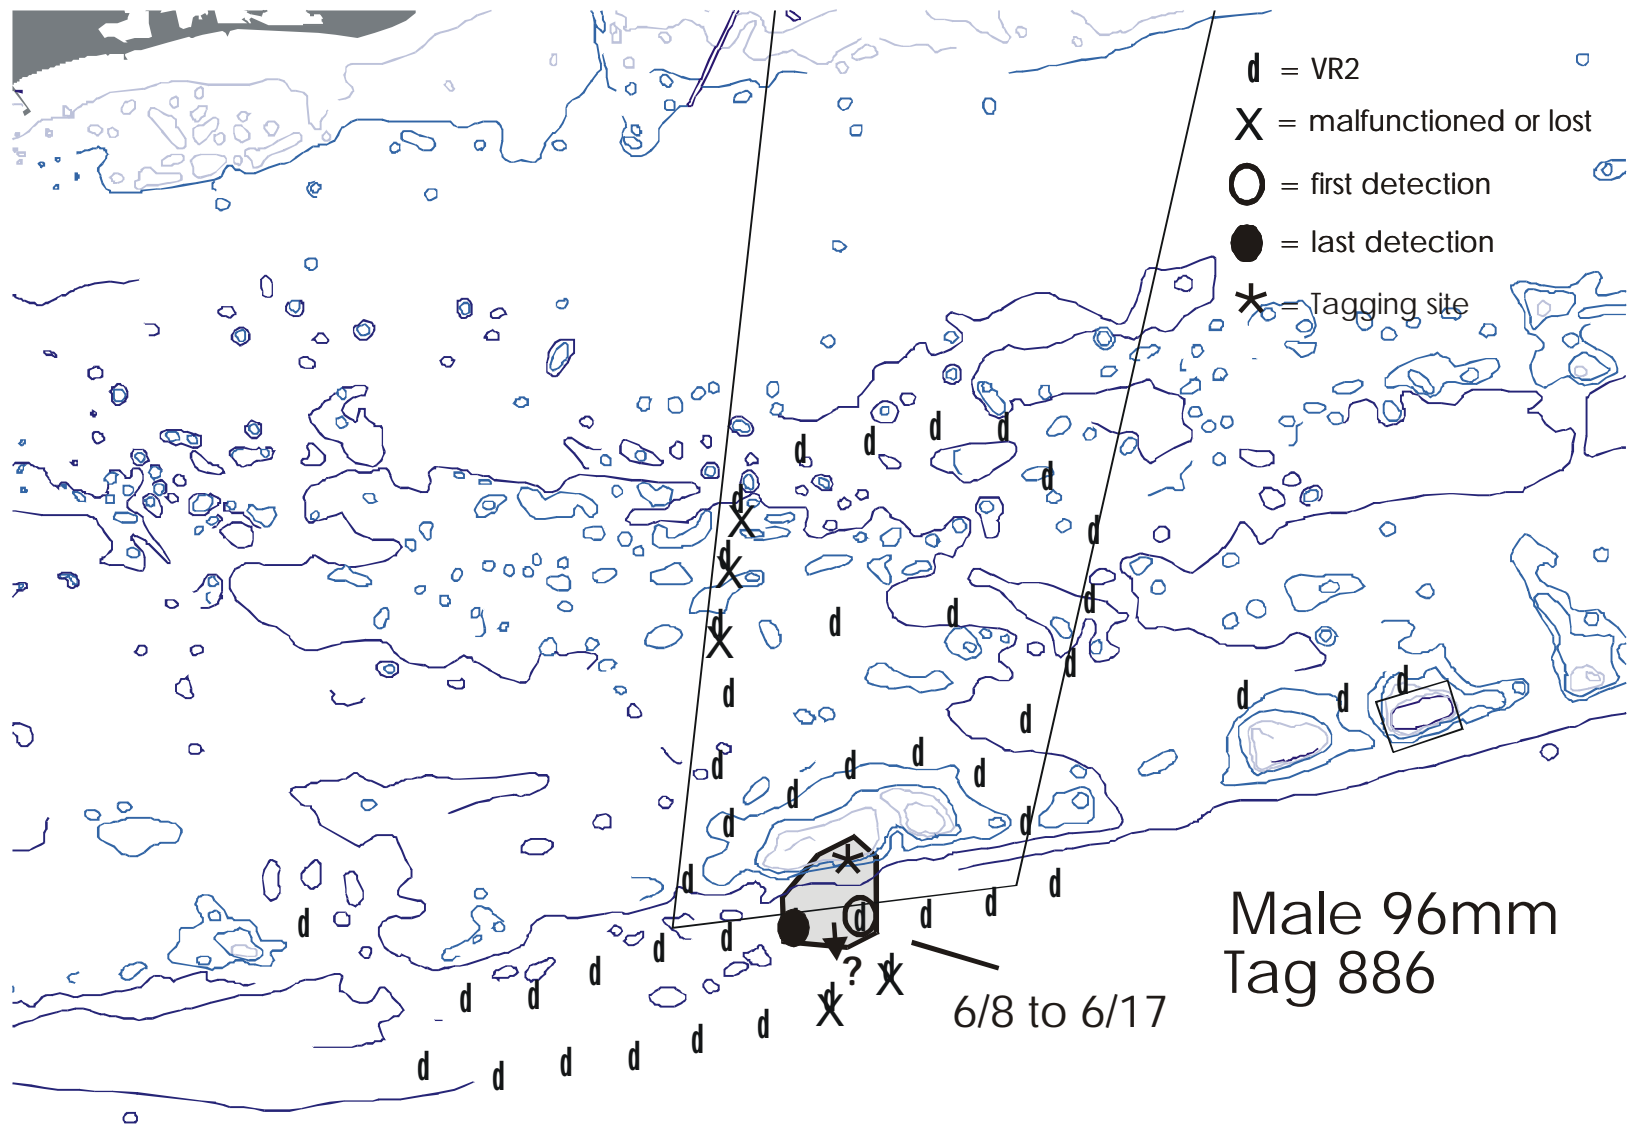 d = VR2
X = malfunctioned or lost
= first detection
= last detection
* = Tagging site
d d d d
d
d
X
d
d
X
d
d d
d
X
d
d
d
d d d
d
d
d d
d
d
d
d
d
d
d
d
d
d d
d
d
Male 96mm
d
d
Tag 886
d
?
d
X
d
d
d
X
6/8 to 6/17
d
d
d
d
d
d